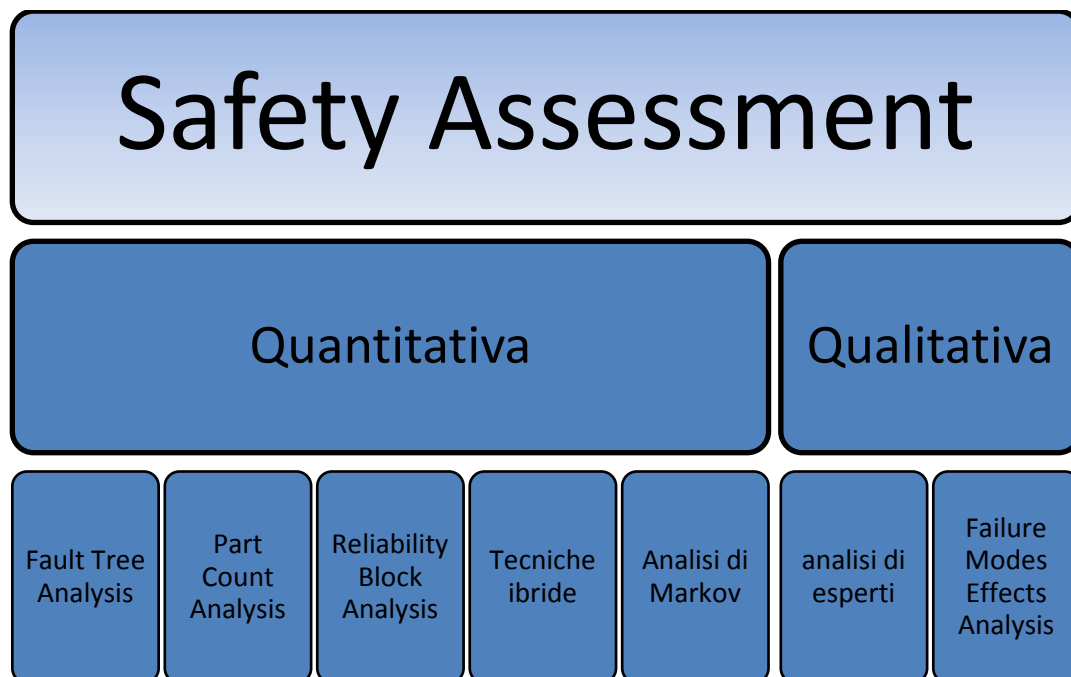 Safety Assessment
Quantitativa
Qualitativa
Fault Tree
Analysis
Part
Count
Analysis
Reliability
Block
Analysis
Tecniche
ibride
Analisi di
Markov
analisi di
esperti
Failure
Modes
Effects
Analysis